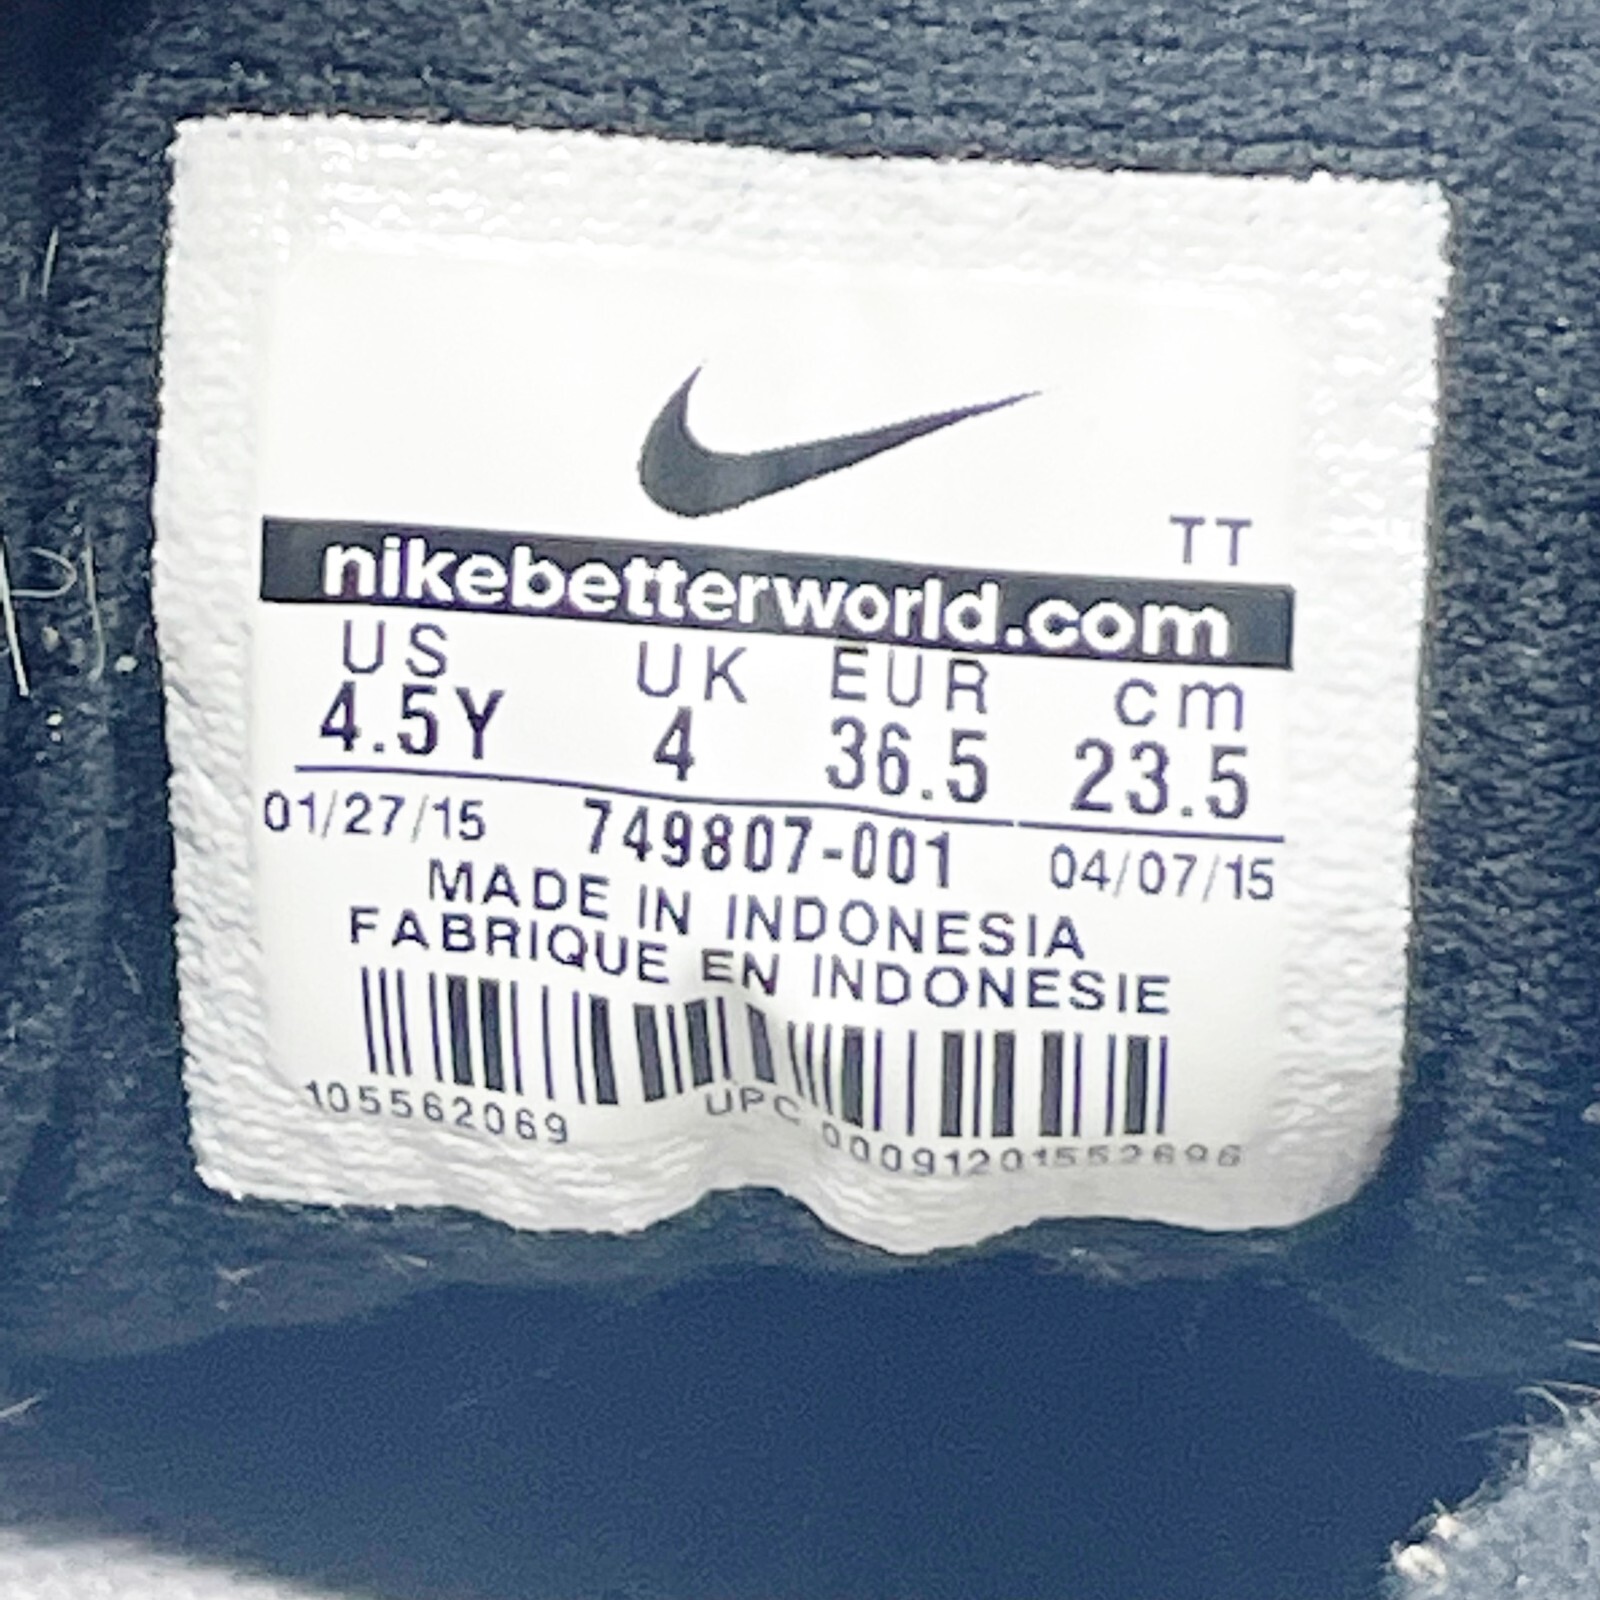 TT
nikebetterworld.com
US UK EUR cm
4.5Y 4 36.5 23.5
01/27/15 749807-001 04/07/15
MADE IN INDONESIA
FABRIQUE EN INDONESIE
105562069 UPC 00091201552696